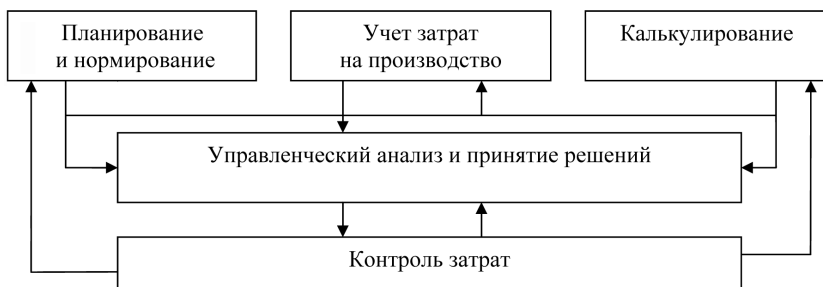 Планирование
и нормирование
Учет затрат
на производство
Калькулирование
Управленческий анализ и принятие решений
Контроль затрат